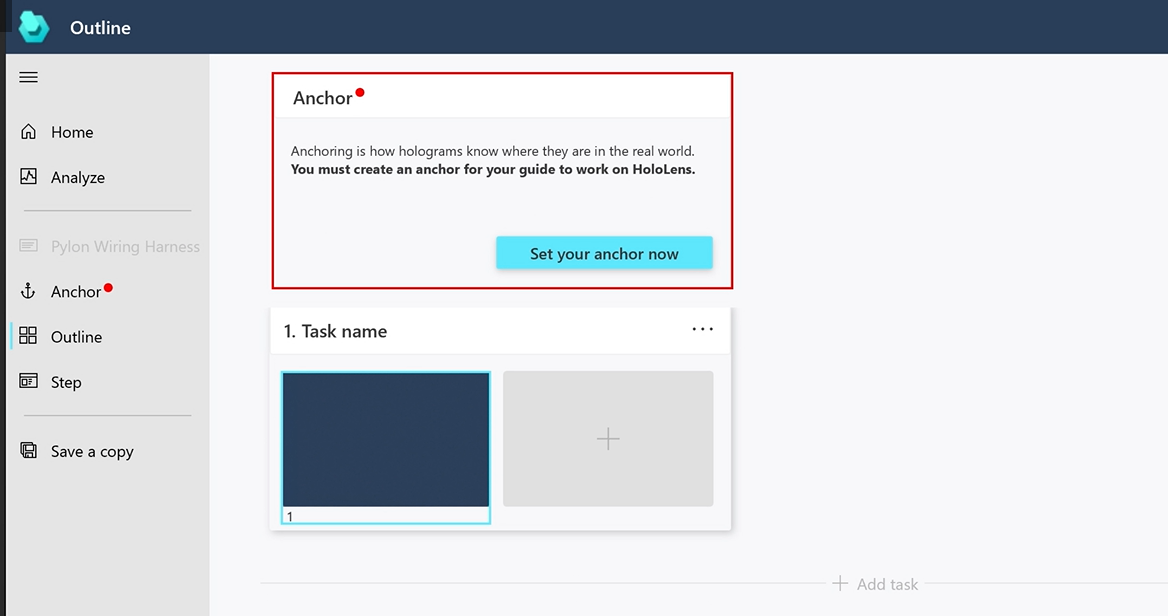 Outline
Home
Analyze
Pylon Wiring Harness
Anchor
Outline
Step
Save a copy
Anchor
Anchoring is how holograms know where they are in the real world.
You must create an anchor for your guide to work on HoloLens.
Set your anchor now
1. Task name
1
Add task